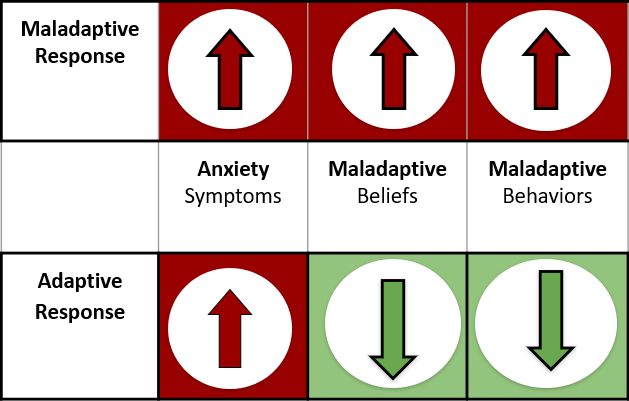 Maladaptive
Response
Anxiety
Symptoms
Maladaptive
Beliefs
Maladaptive
Behaviors
Adaptive
Response